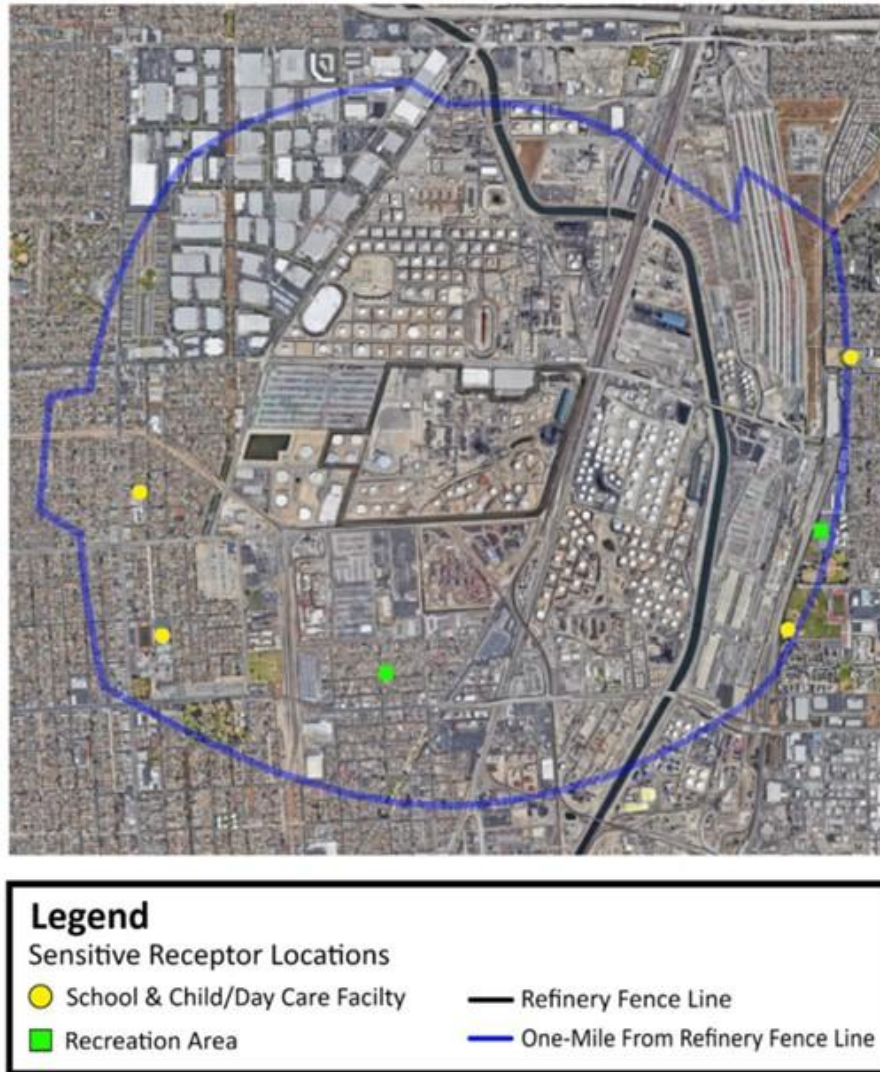 Legend
Sensitive Receptor Locations
School & Child/Day Care Facilty
Recreation Area
Refinery Fence Line
One-Mile From Refinery Fence Line